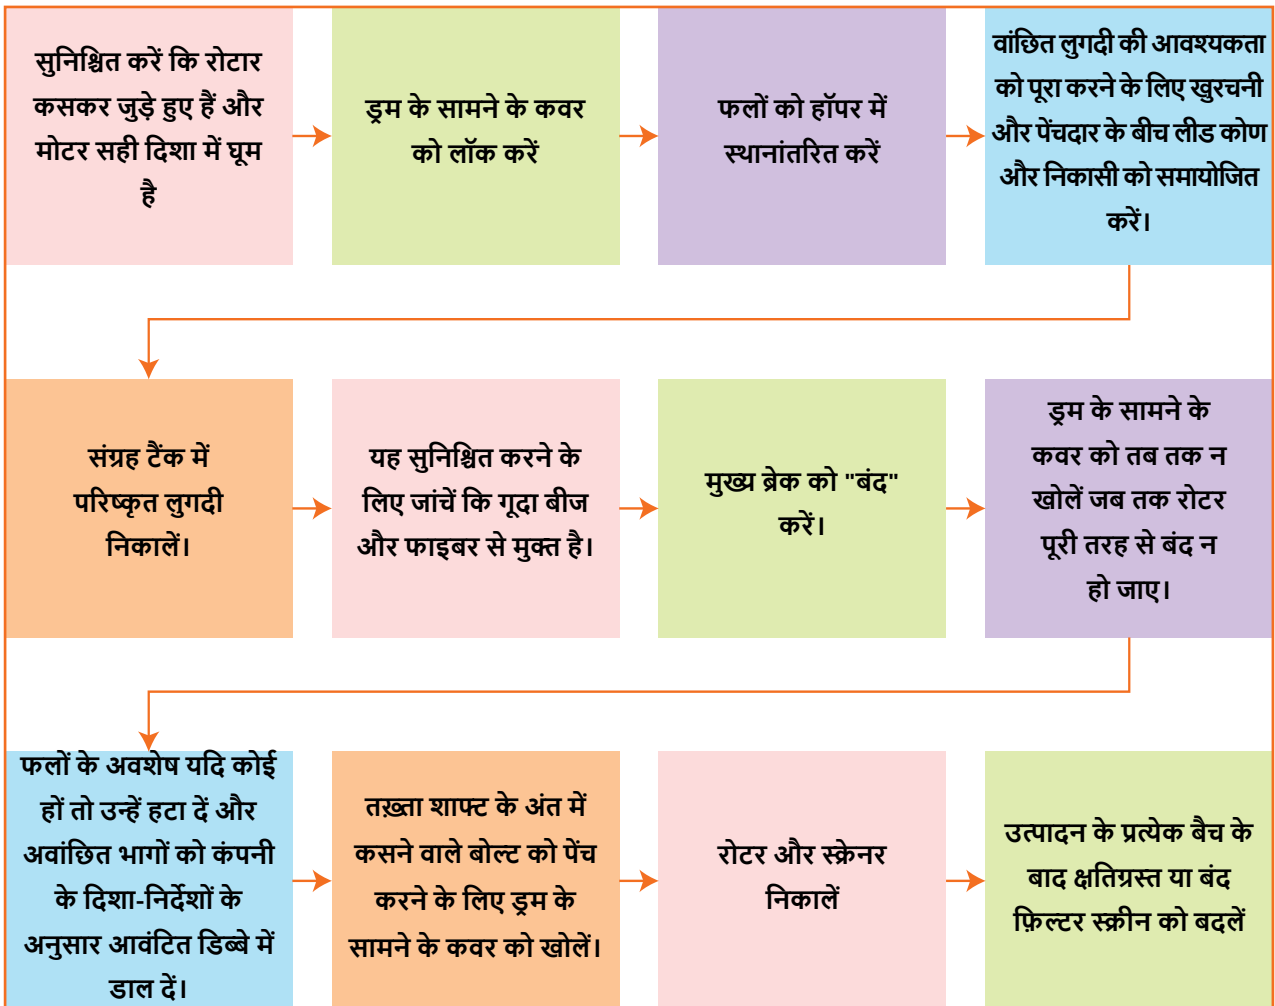 सुनिश्चित करें कि रोटार
कसकर जुड़े हुए हैं और
मोटर सही दिशा में घूम
है
ड्रम के सामने के कवर
को लॉक करें
फलों को हॉपर में
स्थानांतरित करें
वांछित लुगदी की आवश्यकता
को पूरा करने के लिए खुरचनी
और पेंचदार के बीच लीड कोण
और निकासी को समायोजित
करें।
संग्रह टैंक में
परिष्कृत लुगदी
निकालें।
यह सुनिश्चित करने के
लिए जांचें कि गूदा बीज
और फाइबर से मुक्त है।
मुख्य ब्रेक को "बंद"
करें।
ड्रम के सामने के
कवर को तब तक न
खोलें जब तक रोटर
पूरी तरह से बंद न
हो जाए।
फलों के अवशेष यदि कोई
हों तो उन्हें हटा दें और
अवांछित भागों को कंपनी
के दिशा-निर्देशों के
अनुसार आवंटित डिब्बे में
डाल दें।
तख़्ता शाफ्ट के अंत में
कसने वाले बोल्ट को पेंच
करने के लिए ड्रम के
सामने के कवर को खोलें।
रोटर और स्क्रेनर
निकालें
उत्पादन के प्रत्येक बैच के
बाद क्षतिग्रस्त या बंद
फ़िल्टर स्क्रीन को बदलें